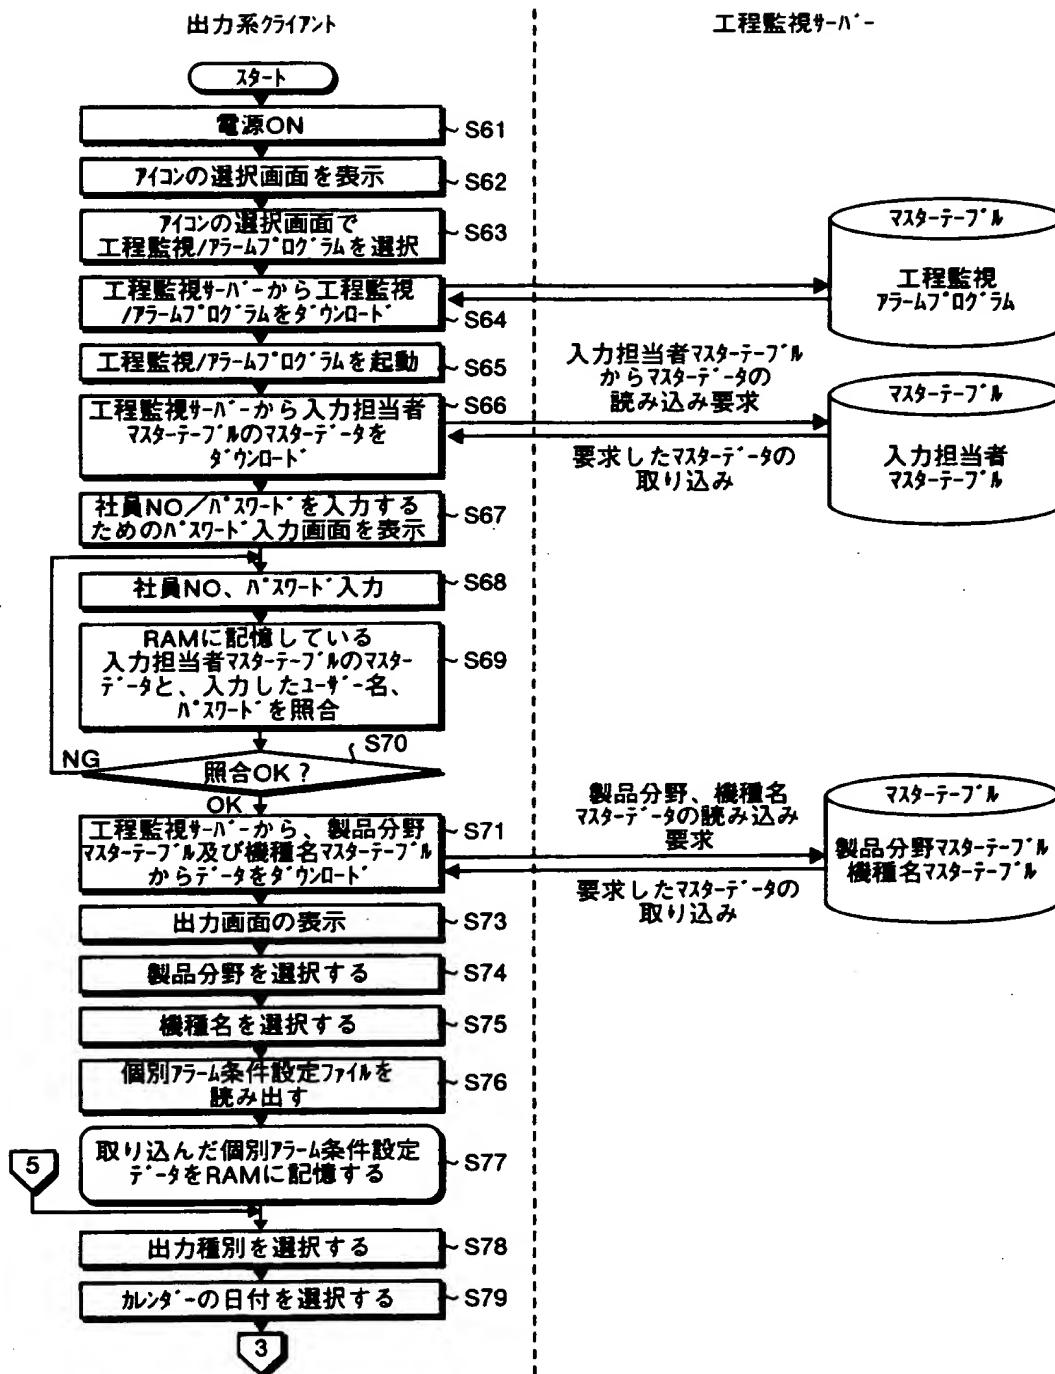 出力系クライアント
工程監視サーバー
スタート
電源ON
S61
アイコンの選択画面を表示
S62
アイコンの選択画面で
工程監視/アラームプログラムを選択
S63
工程監視サーバーから工程監視
/アラームプログラムをダウンロード
S64
マスターテーブル
工程監視
アラームプログラム
工程監視/アラームプログラムを起動
S65
工程監視サーバーから入力担当者
マスターテーブルのマスターデータを
ダウンロード
S66
入力担当者マスターテーブル
からマスターデータの
読み込み要求
要求したマスターデータの
取り込み
マスターテーブル
入力担当者
マスターテーブル
社員NO/パスワードを入力する
ためのパスワード入力画面を表示
S67
社員NO、パスワード入力
S68
RAMに記憶している
入力担当者マスターテーブルのマスター
データと、入力したユーザー名、
パスワードを照合
S69
S70
NG
照合OK?
OK
工程監視サーバーから、製品分野
マスターテーブル及び機種名マスターテーブル
からデータをダウンロード
S71
製品分野、機種名
マスターデータの読み込み
要求
要求したマスターデータの
取り込み
マスターテーブル
製品分野マスターテーブル
機種名マスターテーブル
出力画面の表示
S73
製品分野を選択する
S74
機種名を選択する
S75
個別アラーム条件設定ファイルを
読み出す
S76
取り込んだ個別アラーム条件設定
データをRAMに記憶する
S77
5
出力種別を選択する
S78
カレンダーの日付を選択する
S79
3